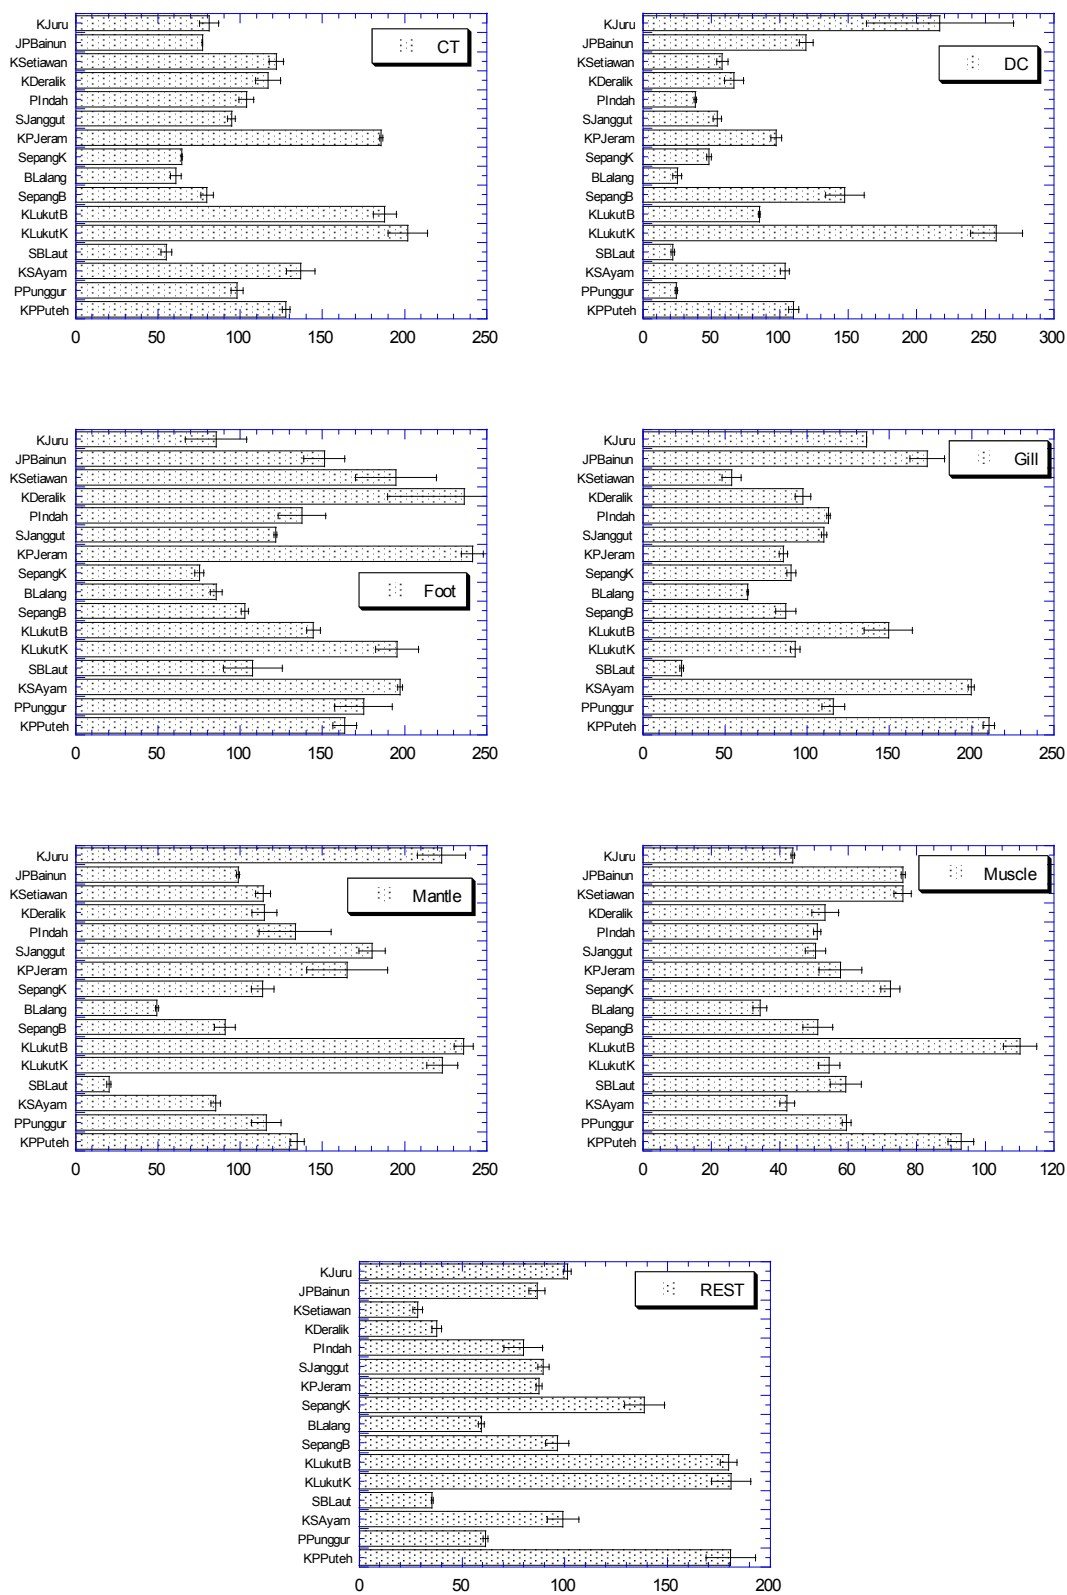 KJuru
JPBainun
KSetiawan
KDeralik
PIndah
SJanggut
KPJeram
SepangK
BLalang
SepangB
KLukutB
KLukutK
SBLaut
KSAyam
PPunggur
KPPuteh
CT
0 50 100 150 200 250
KJuru
JPBainun
KSetiawan
KDeralik
PIndah
SJanggut
KPJeram
SepangK
BLalang
SepangB
KLukutB
KLukutK
SBLaut
KSAyam
PPunggur
KPPuteh
DC
0 50 100 150 200 250 300
KJuru
JPBainun
KSetiawan
KDeralik
PIndah
SJanggut
KPJeram
SepangK
BLalang
SepangB
KLukutB
KLukutK
SBLaut
KSAyam
PPunggur
KPPuteh
Foot
0 50 100 150 200 250
KJuru
JPBainun
KSetiawan
KDeralik
PIndah
SJanggut
KPJeram
SepangK
BLalang
SepangB
KLukutB
KLukutK
SBLaut
KSAyam
PPunggur
KPPuteh
Gill
0 50 100 150 200 250
KJuru
JPBainun
KSetiawan
KDeralik
PIndah
SJanggut
KPJeram
SepangK
BLalang
SepangB
KLukutB
KLukutK
SBLaut
KSAyam
PPunggur
KPPuteh
Mantle
0 50 100 150 200 250
KJuru
JPBainun
KSetiawan
KDeralik
PIndah
SJanggut
KPJeram
SepangK
BLalang
SepangB
KLukutB
KLukutK
SBLaut
KSAyam
PPunggur
KPPuteh
Muscle
0 20 40 60 80 100 120
KJuru
JPBainun
KSetiawan
KDeralik
PIndah
SJanggut
KPJeram
SepangK
BLalang
SepangB
KLukutB
KLukutK
SBLaut
KSAyam
PPunggur
KPPuteh
REST
0 50 100 150 200